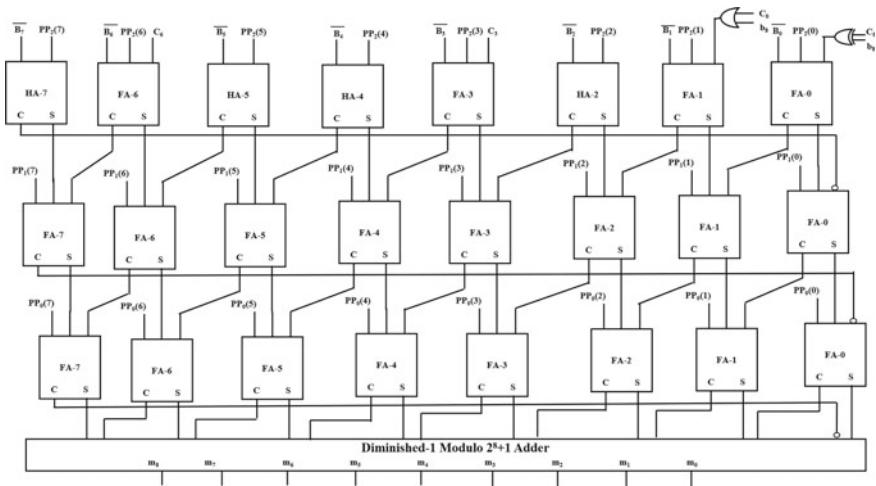 B̅₇ PP₂(7) B̅₆ PP₂(6) C₆ B̅₅ PP₂(5) B̅₄ PP₂(4) B̅₃ PP₂(3) C₃ B̅₂ PP₂(2) B̅₁ PP₂(1) C₀ b₈ B̅₀ PP₂(0)
HA-7 FA-6 HA-5 HA-4 FA-3 HA-2 FA-1 FA-0
C S C S C S C S C S C S C S C S
PP₁(7) PP₁(6) PP₁(5) PP₁(4) PP₁(3) PP₁(2) PP₁(1) PP₁(0)
FA-7 FA-6 FA-5 FA-4 FA-3 FA-2 FA-1 FA-0
C S C S C S C S C S C S C S C S
PP₀(7) PP₀(6) PP₀(5) PP₀(4) PP₀(3) PP₀(2) PP₀(1) PP₀(0)
FA-7 FA-6 FA-5 FA-4 FA-3 FA-2 FA-1 FA-0
C S C S C S C S C S C S C S C S
Diminished-1 Modulo 2⁸+1 Adder
m₈ m₇ m₆ m₅ m₄ m₃ m₂ m₁ m₀